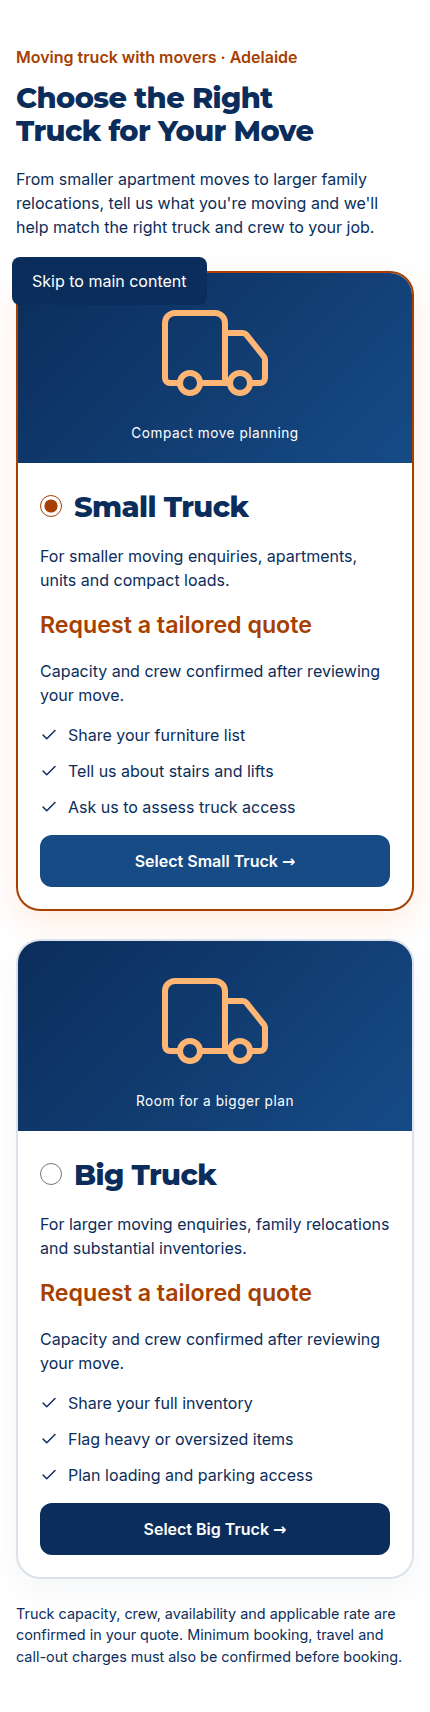 Moving truck with movers · Adelaide
Choose the Right
Truck for Your Move
From smaller apartment moves to larger family
relocations, tell us what you're moving and we'll
help match the right truck and crew to your job.
Skip to main content
Compact move planning
Small Truck
For smaller moving enquiries, apartments,
units and compact loads.
Request a tailored quote
Capacity and crew confirmed after reviewing
your move.
Share your furniture list
Tell us about stairs and lifts
Ask us to assess truck access
Select Small Truck →
Room for a bigger plan
Big Truck
For larger moving enquiries, family relocations
and substantial inventories.
Request a tailored quote
Capacity and crew confirmed after reviewing
your move.
Share your full inventory
Flag heavy or oversized items
Plan loading and parking access
Select Big Truck →
Truck capacity, crew, availability and applicable rate are
confirmed in your quote. Minimum booking, travel and
call-out charges must also be confirmed before booking.